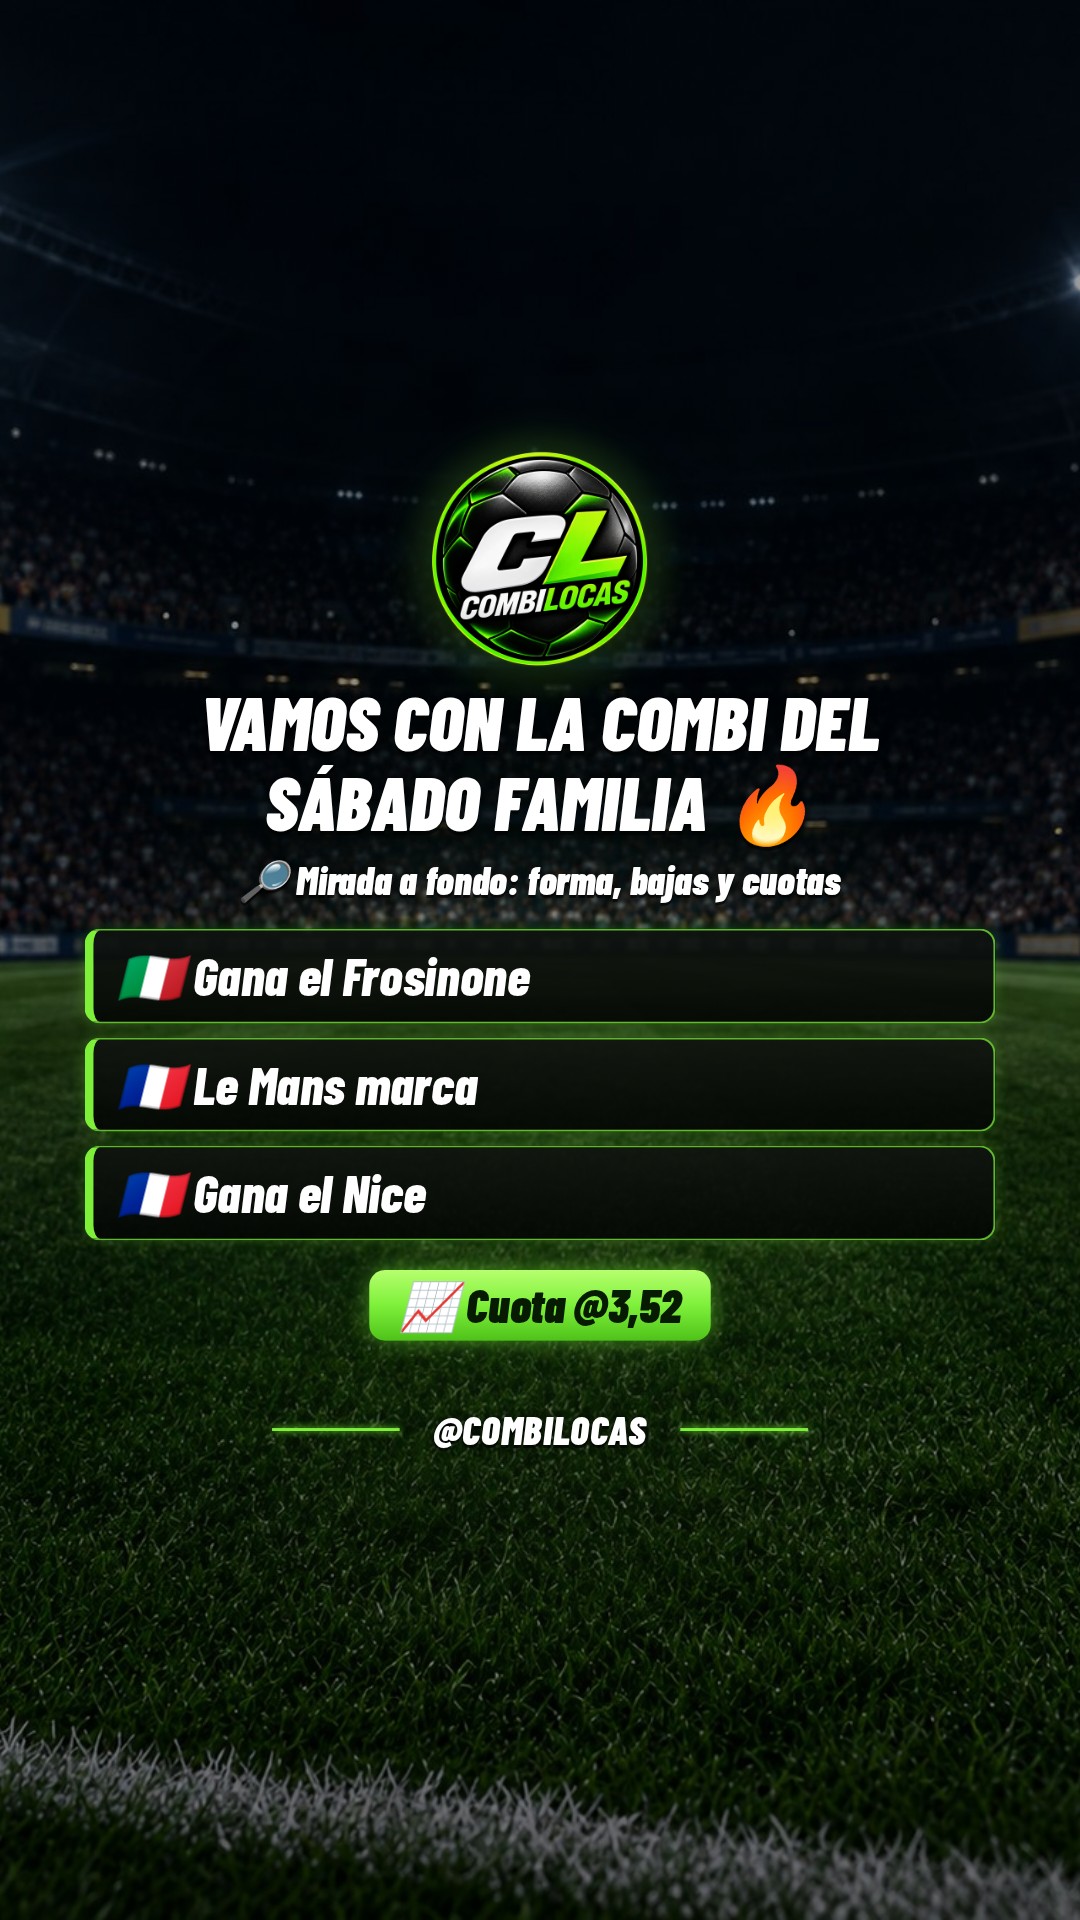 CL
COMBILOCAS
VAMOS CON LA COMBI DEL
SÁBADO FAMILIA 🔥
🔎 Mirada a fondo: forma, bajas y cuotas
🇮🇹 Gana el Frosinone
🇫🇷 Le Mans marca
🇫🇷 Gana el Nice
📈 Cuota @3,52
@COMBILOCAS